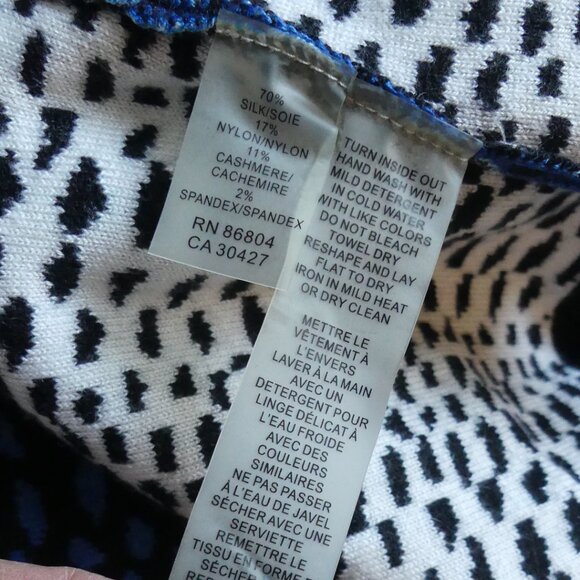 70%
SILK/SOIE
17%
NYLON/NYLON
11%
CASHMERE/
CACHEMIRE
2%
SPANDEX/SPANDEX
RN 86804
CA 30427
TURN INSIDE OUT
HAND WASH WITH
MILD DETERGENT
IN COLD WATER
WITH LIKE COLORS
DO NOT BLEACH
TOWEL DRY
RESHAPE AND LAY
FLAT TO DRY
IRON IN MILD HEAT
OR DRY CLEAN
METTRE LE
VÊTEMENT À
L'ENVERS
LAVER À LA MAIN
AVEC UN
DETERGENT POUR
LINGE DÉLICAT À
L'EAU FROIDE
AVEC DES
COULEURS
SIMILAIRES
NE PAS PASSER
À L'EAU DE JAVEL
SÉCHER AVEC UNE
SERVIETTE
REMETTRE LE
TISSU EN FORME
SÉCHER